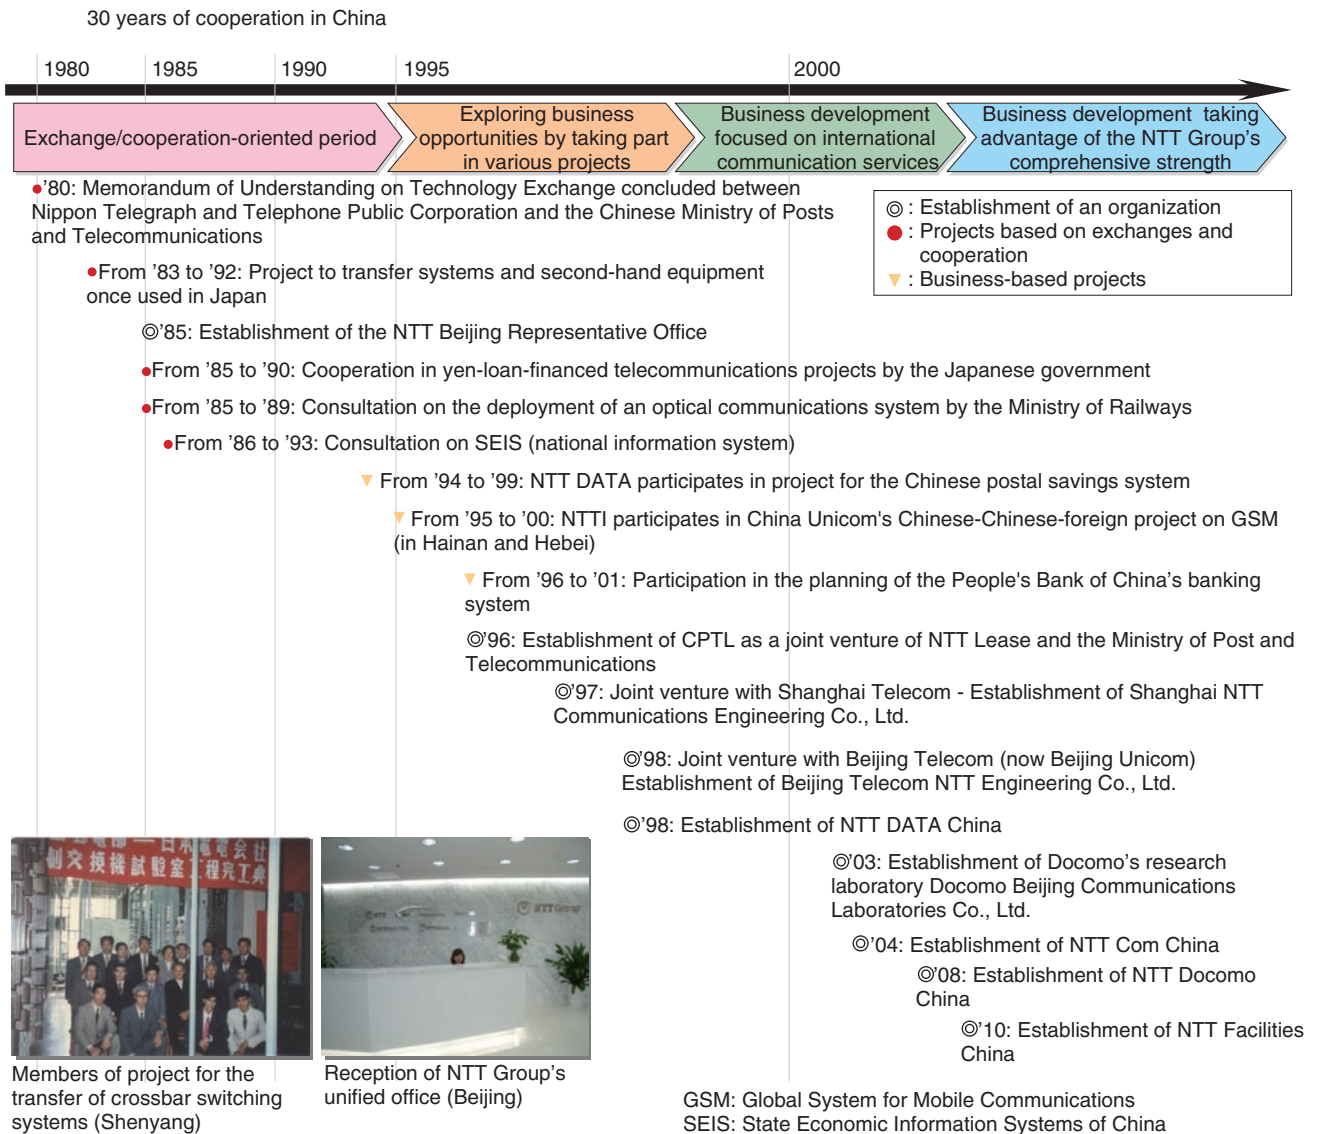 30 years of cooperation in China
1980 1985 1990 1995 2000
Exchange/cooperation-oriented period
Exploring business
opportunities by taking part
in various projects
Business development
focused on international
communication services
Business development taking
advantage of the NTT Group's
comprehensive strength
'80: Memorandum of Understanding on Technology Exchange concluded between
Nippon Telegraph and Telephone Public Corporation and the Chinese Ministry of Posts
and Telecommunications
◎ : Establishment of an organization
● : Projects based on exchanges and
cooperation
▼ : Business-based projects
●From '83 to '92: Project to transfer systems and second-hand equipment
once used in Japan
◎'85: Establishment of the NTT Beijing Representative Office
●From '85 to '90: Cooperation in yen-loan-financed telecommunications projects by the Japanese government
●From '85 to '89: Consultation on the deployment of an optical communications system by the Ministry of Railways
●From '86 to '93: Consultation on SEIS (national information system)
▼ From '94 to '99: NTT DATA participates in project for the Chinese postal savings system
▼ From '95 to '00: NTTI participates in China Unicom's Chinese-Chinese-foreign project on GSM
(in Hainan and Hebei)
▼ From '96 to '01: Participation in the planning of the People's Bank of China's banking
system
◎'96: Establishment of CPTL as a joint venture of NTT Lease and the Ministry of Post and
Telecommunications
◎'97: Joint venture with Shanghai Telecom - Establishment of Shanghai NTT
Communications Engineering Co., Ltd.
◎'98: Joint venture with Beijing Telecom (now Beijing Unicom)
Establishment of Beijing Telecom NTT Engineering Co., Ltd.
◎'98: Establishment of NTT DATA China
◎'03: Establishment of Docomo's research
laboratory Docomo Beijing Communications
Laboratories Co., Ltd.
◎'04: Establishment of NTT Com China
◎'08: Establishment of NTT Docomo
China
◎'10: Establishment of NTT Facilities
China
日本電電会社
交換機試験室工程完工典
NTT Group
Members of project for the
transfer of crossbar switching
systems (Shenyang)
Reception of NTT Group's
unified office (Beijing)
GSM: Global System for Mobile Communications
SEIS: State Economic Information Systems of China